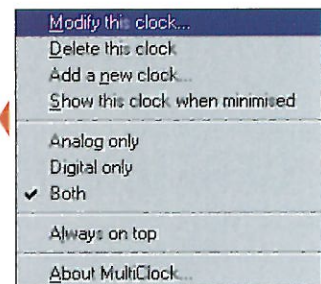 Modify this clock...
Delete this clock
Add a new clock...
Show this clock when minimised
Analog only
Digital only
✔ Both
Always on top
About MultiClock...